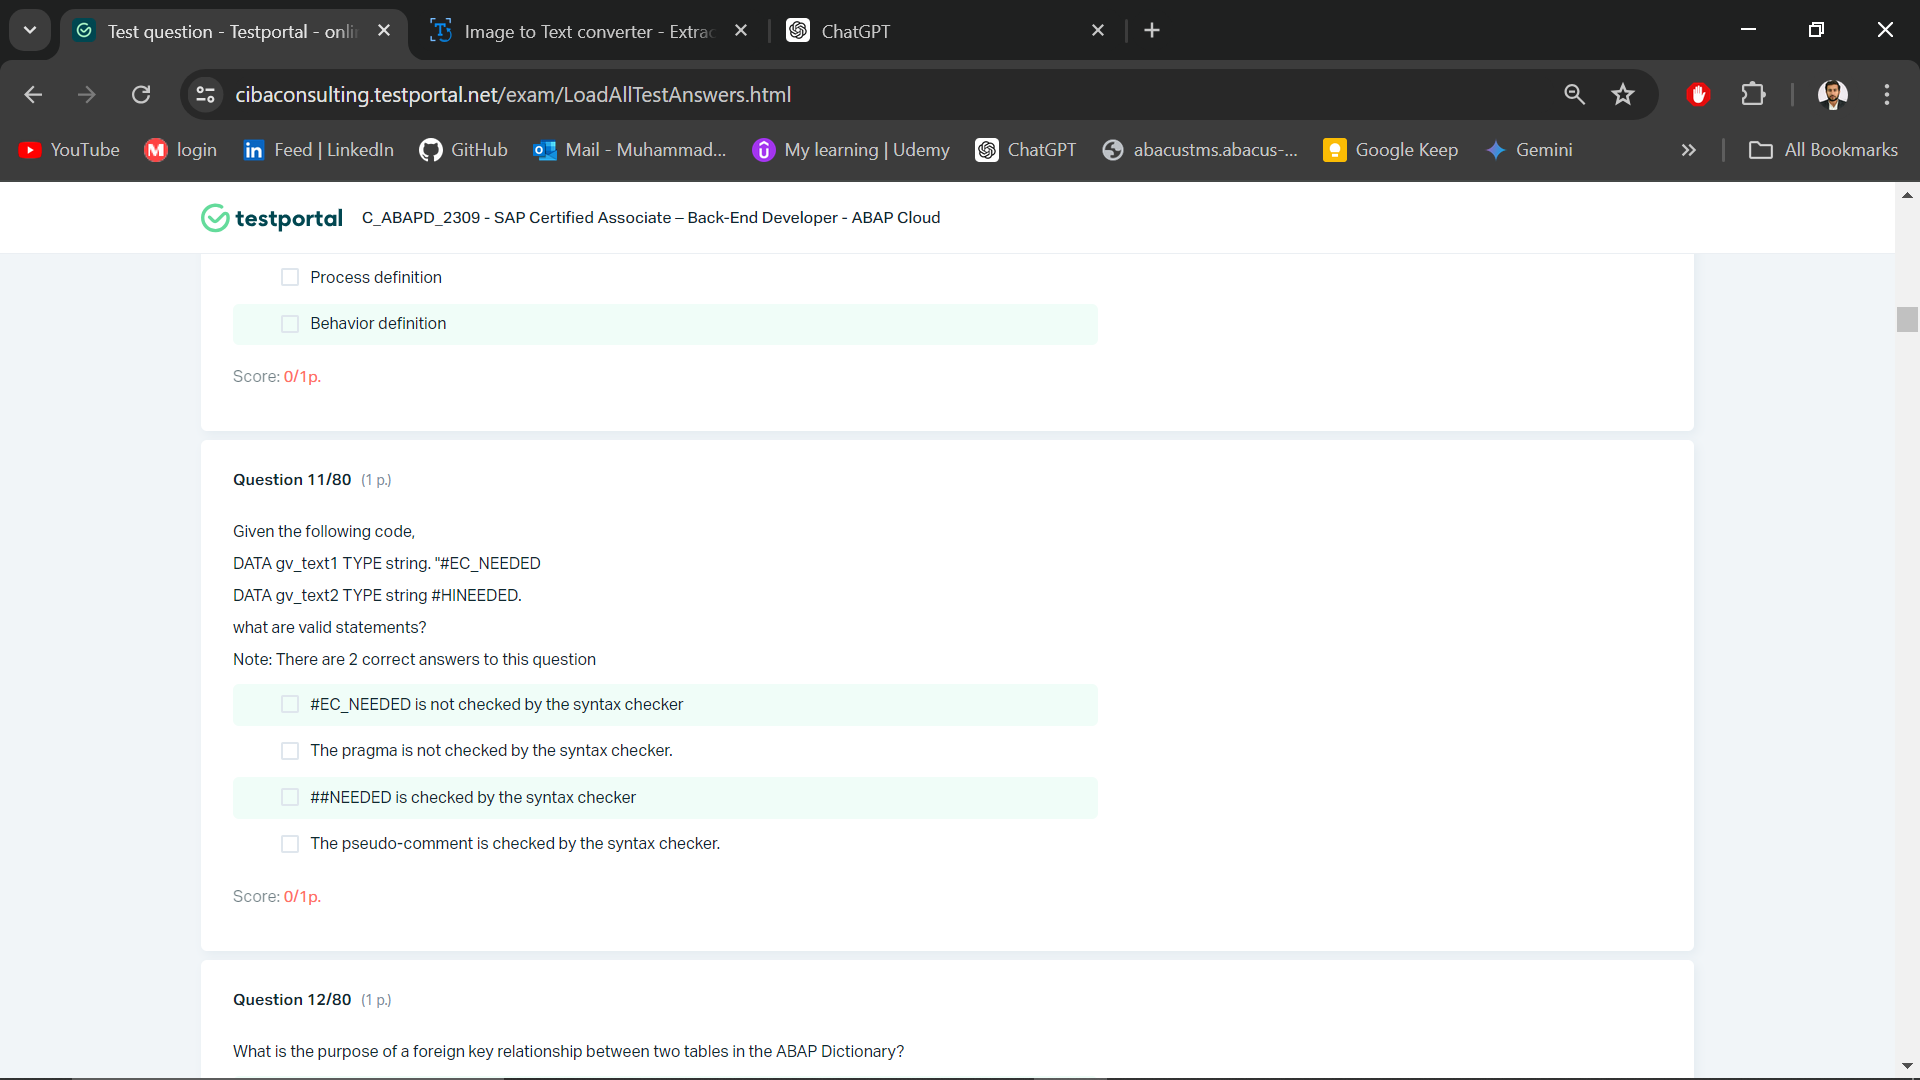 Test question - Testportal - onli
Image to Text converter - Extrac
ChatGPT
cibaconsulting.testportal.net/exam/LoadAllTestAnswers.html
YouTube
login
Feed | LinkedIn
GitHub
Mail - Muhammad...
My learning | Udemy
ChatGPT
abacustms.abacus-...
Google Keep
Gemini
All Bookmarks
testportal
C_ABAPD_2309 - SAP Certified Associate – Back-End Developer - ABAP Cloud
Process definition
Behavior definition
Score: 0/1p.
Question 11/80 (1 p.)
Given the following code,
DATA gv_text1 TYPE string. "#EC_NEEDED
DATA gv_text2 TYPE string #HINEEDED.
what are valid statements?
Note: There are 2 correct answers to this question
#EC_NEEDED is not checked by the syntax checker
The pragma is not checked by the syntax checker.
##NEEDED is checked by the syntax checker
The pseudo-comment is checked by the syntax checker.
Score: 0/1p.
Question 12/80 (1 p.)
What is the purpose of a foreign key relationship between two tables in the ABAP Dictionary?